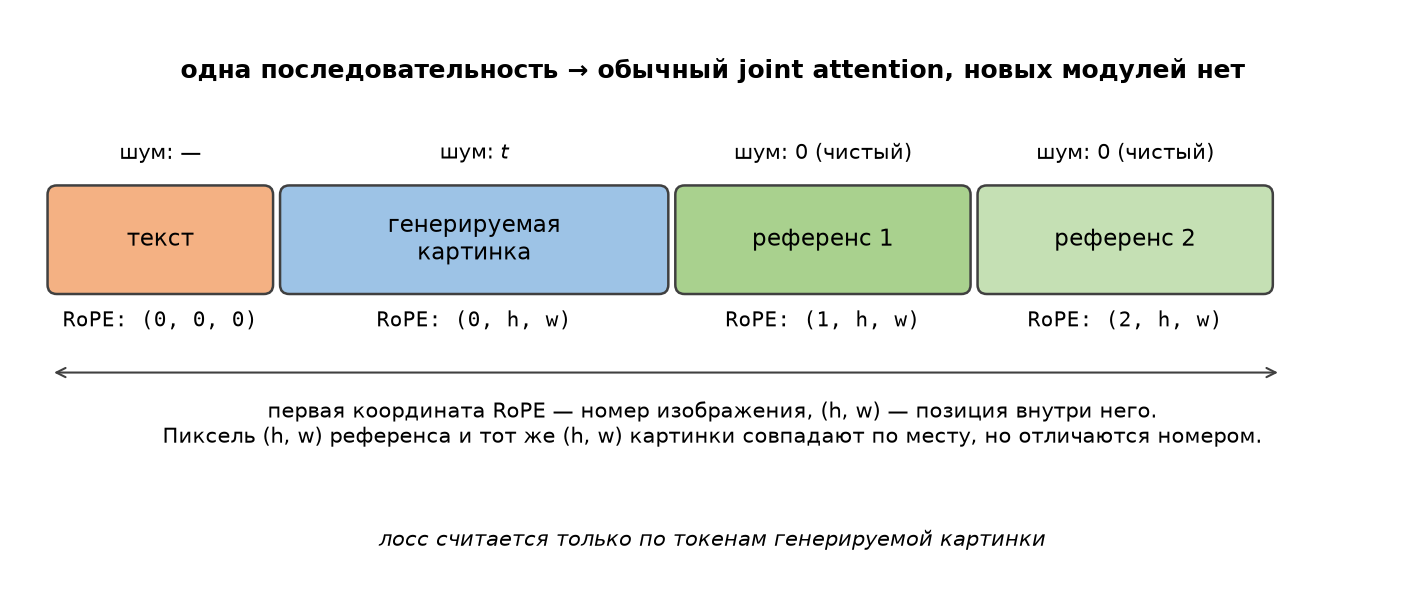 одна последовательность → обычный joint attention, новых модулей нет
шум: —
шум: t
шум: 0 (чистый)
шум: 0 (чистый)
текст
генерируемая
картинка
референс 1
референс 2
RoPE: (0, 0, 0)
RoPE: (0, h, w)
RoPE: (1, h, w)
RoPE: (2, h, w)
первая координата RoPE — номер изображения, (h, w) — позиция внутри него.
Пиксель (h, w) референса и тот же (h, w) картинки совпадают по месту, но отличаются номером.
лосс считается только по токенам генерируемой картинки